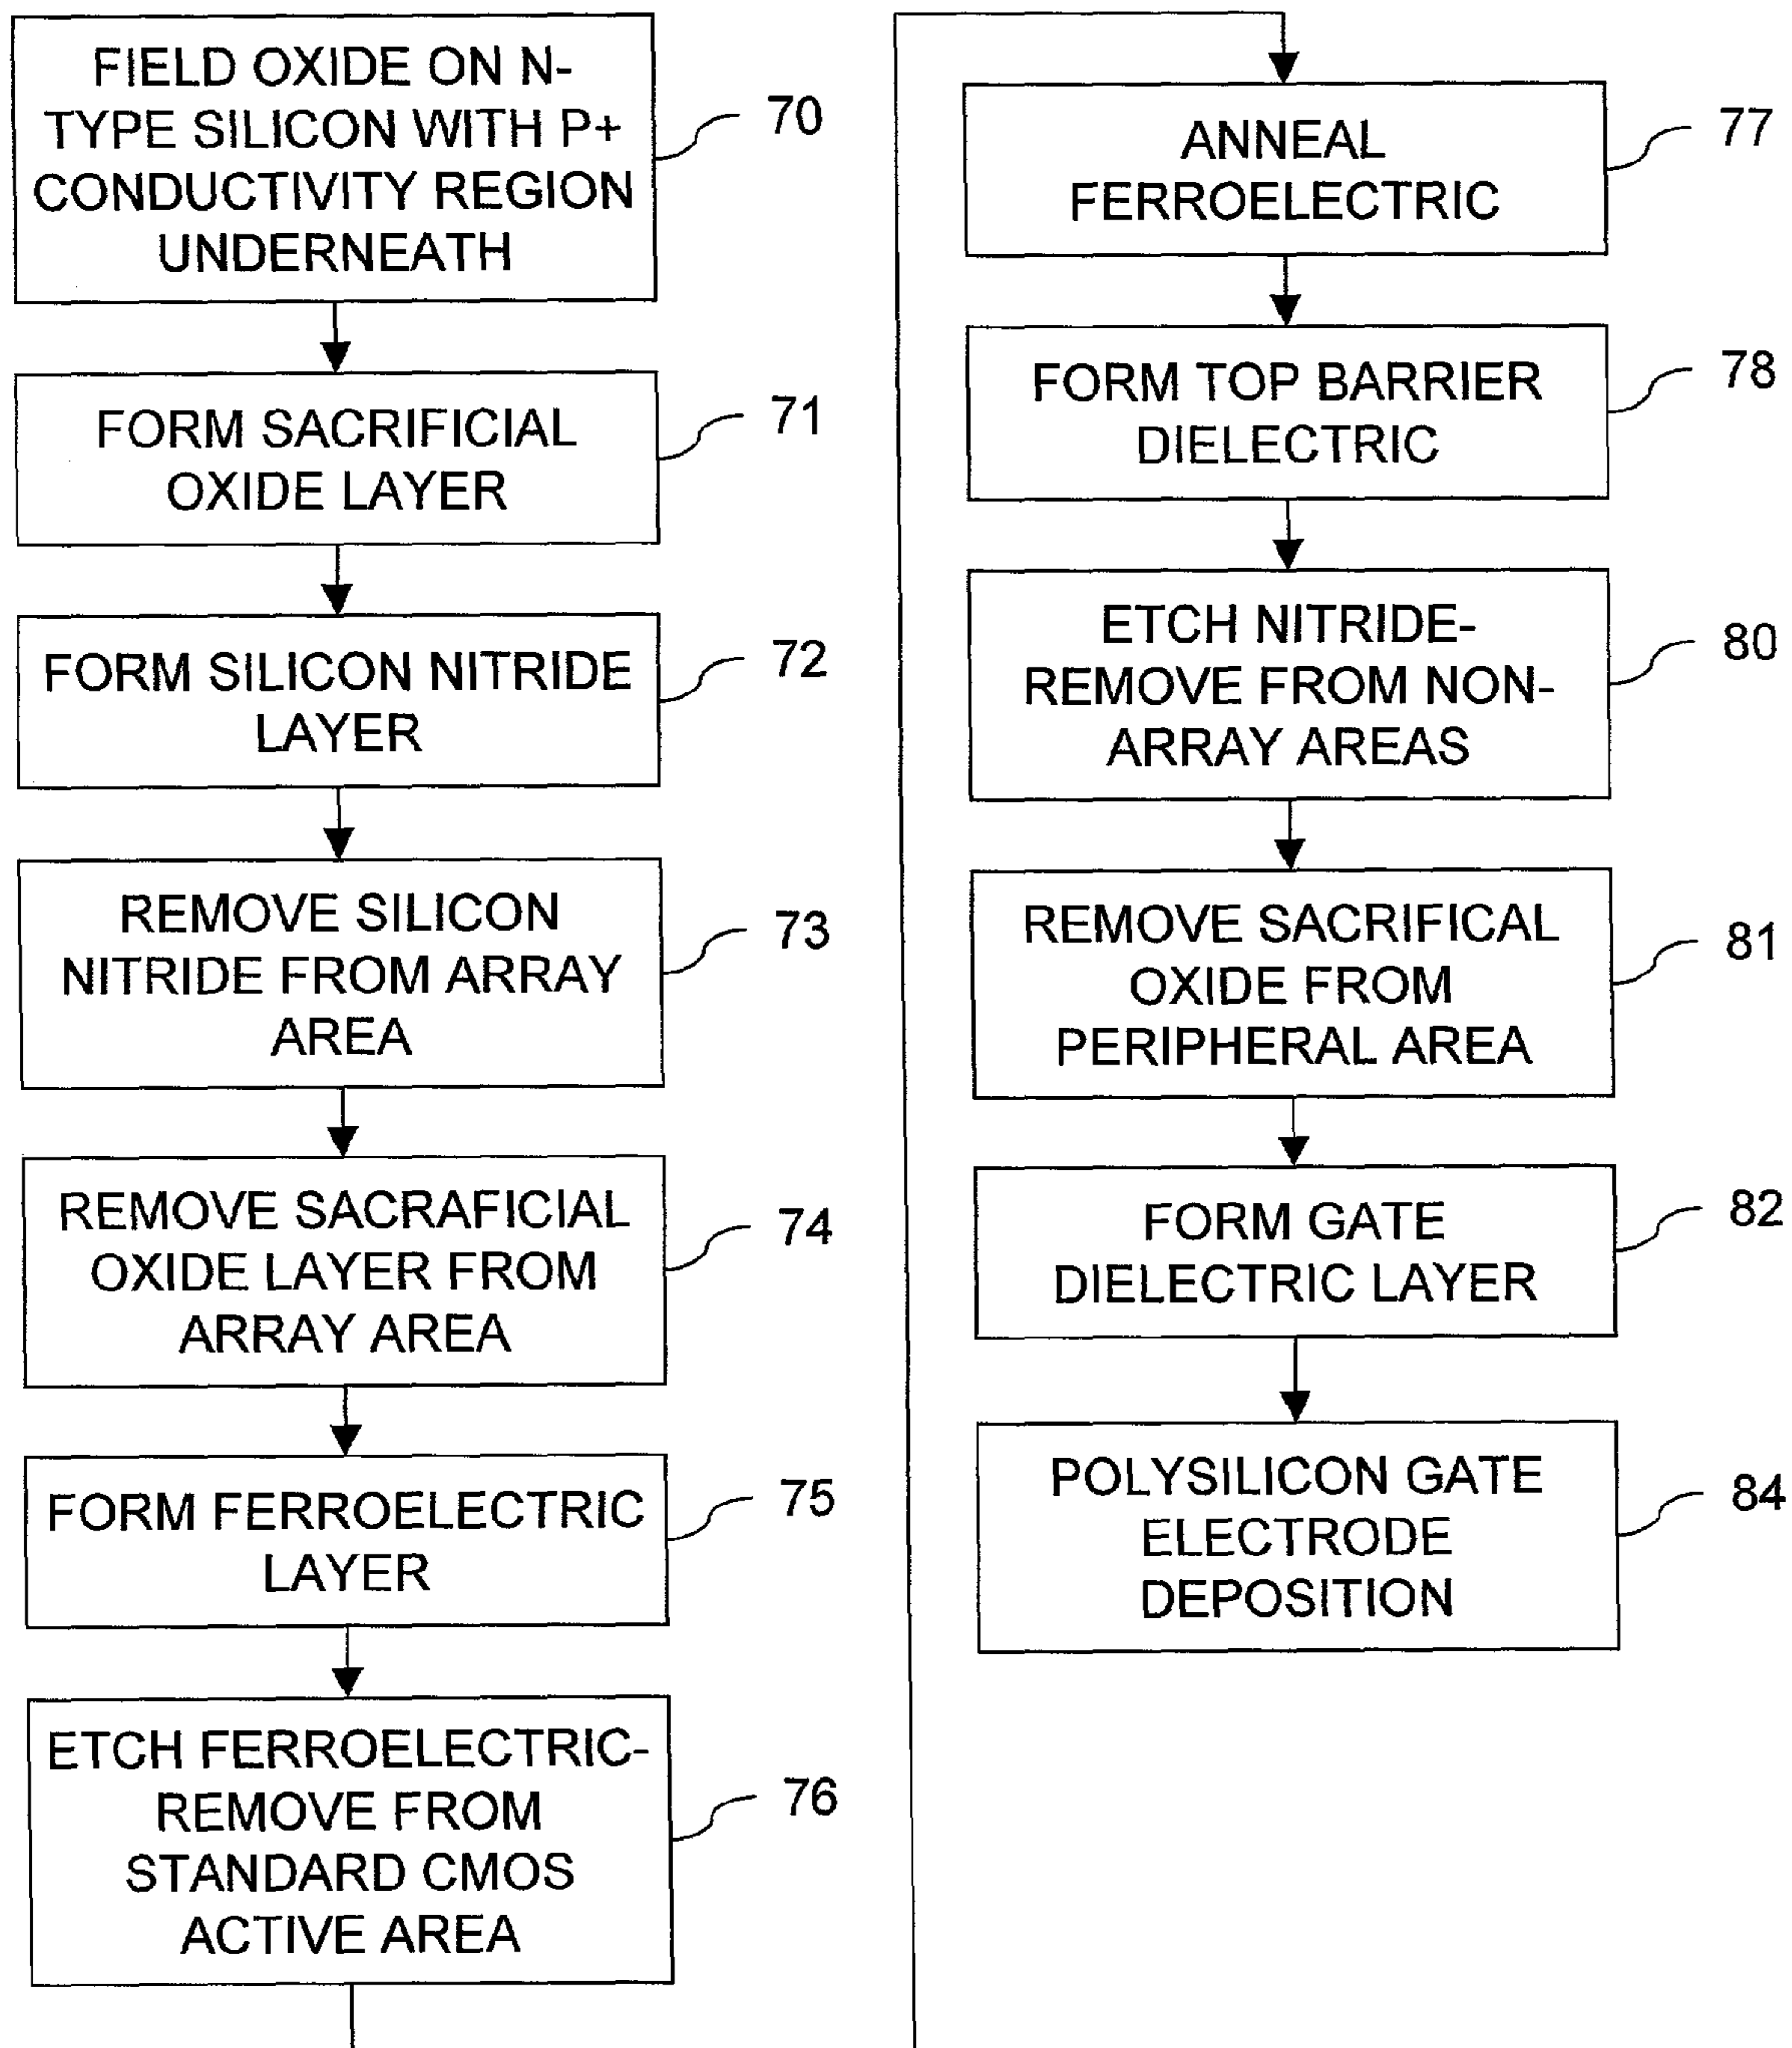 FIELD OXIDE ON N-
TYPE SILICON WITH P+
CONDUCTIVITY REGION
UNDERNEATH
70
FORM SACRIFICIAL
OXIDE LAYER
71
FORM SILICON NITRIDE
LAYER
72
REMOVE SILICON
NITRIDE FROM ARRAY
AREA
73
REMOVE SACRAFICIAL
OXIDE LAYER FROM
ARRAY AREA
74
FORM FERROELECTRIC
LAYER
75
ETCH FERROELECTRIC-
REMOVE FROM
STANDARD CMOS
ACTIVE AREA
76
ANNEAL
FERROELECTRIC
77
FORM TOP BARRIER
DIELECTRIC
78
ETCH NITRIDE-
REMOVE FROM NON-
ARRAY AREAS
80
REMOVE SACRIFICAL
OXIDE FROM
PERIPHERAL AREA
81
FORM GATE
DIELECTRIC LAYER
82
POLYSILICON GATE
ELECTRODE
DEPOSITION
84